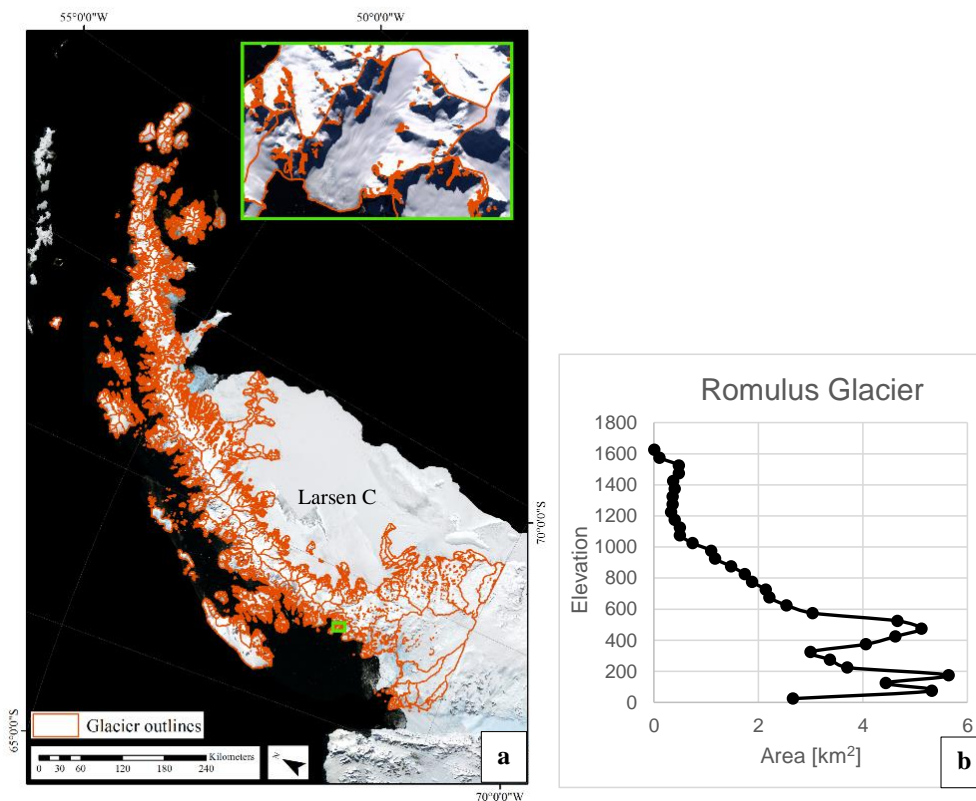 55°0'0"W
50°0'0"W
Larsen C
70°0'0"S
Glacier outlines
0 15 30 60 120 180 240 Kilometers
N
a
65°0'0"S
70°0'0"W
Romulus Glacier
1800
1600
1400
1200
1000
800
600
400
200
0
Elevation
0 2 4 6 8
Area [km²]
b